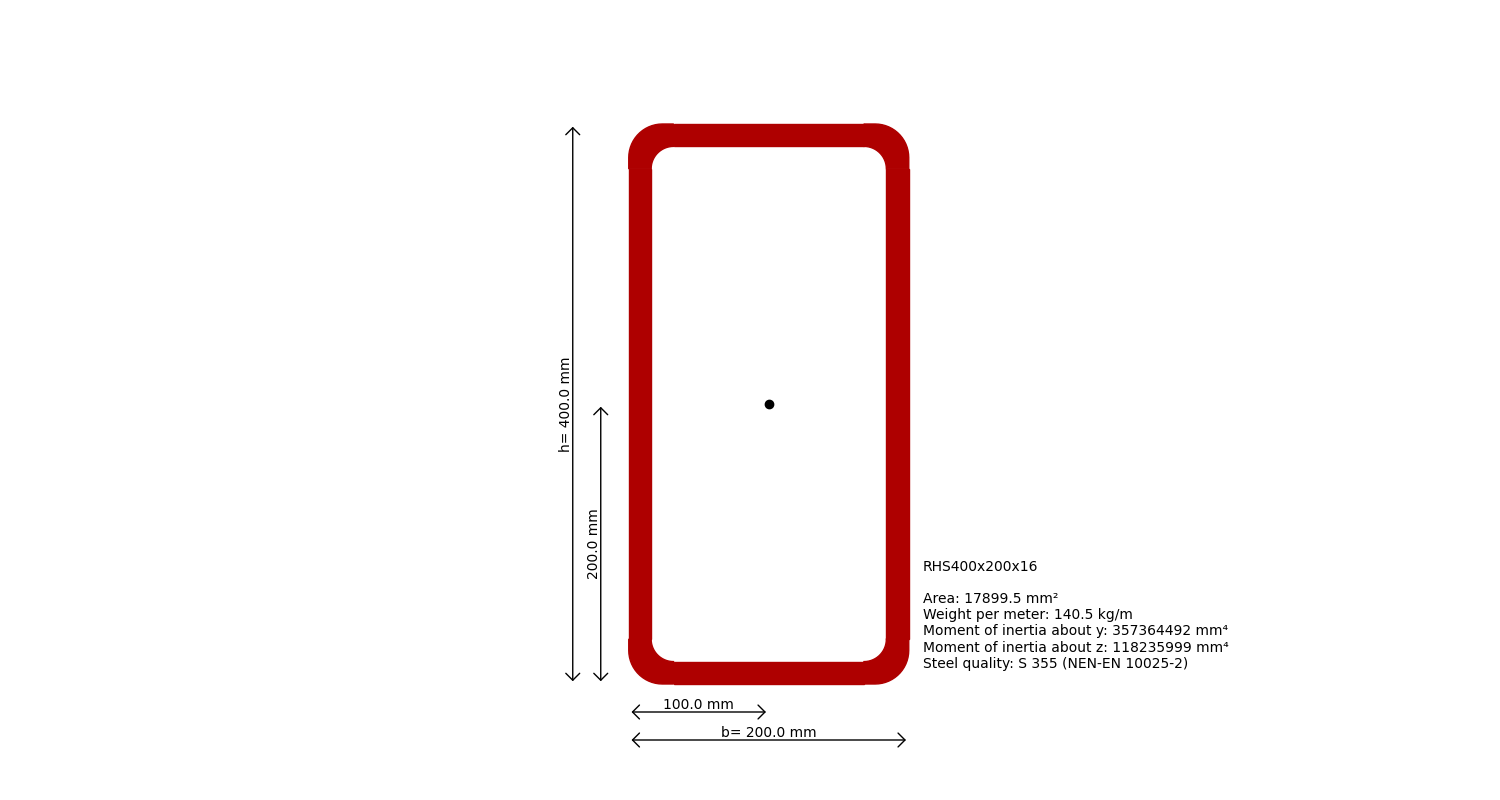 h= 400.0 mm
200.0 mm
RHS400x200x16
Area: 17899.5 mm²
Weight per meter: 140.5 kg/m
Moment of inertia about y: 357364492 mm⁴
Moment of inertia about z: 118235999 mm⁴
Steel quality: S 355 (NEN-EN 10025-2)
100.0 mm
b= 200.0 mm